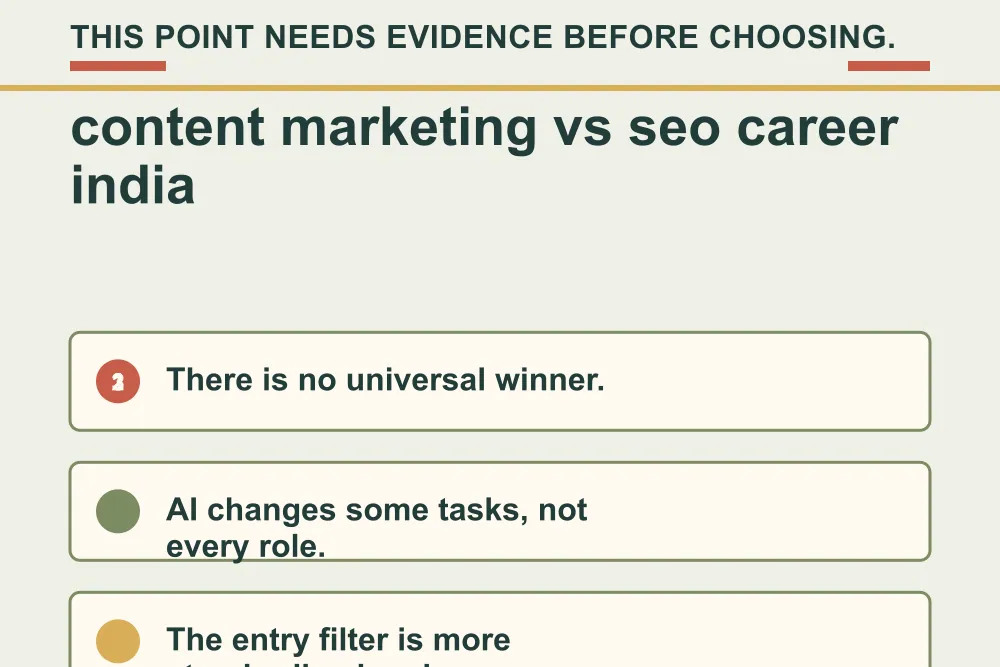 THIS POINT NEEDS EVIDENCE BEFORE CHOOSING.
content marketing vs seo career
india
There is no universal winner.
AI changes some tasks, not
every role.
The entry filter is more